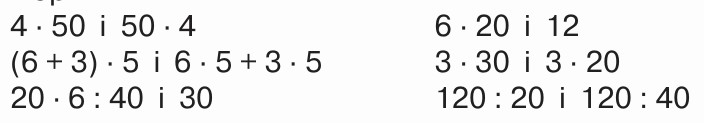 4 · 50 і 50 · 4
(6 + 3) · 5 і 6 · 5 + 3 · 5
20 · 6 : 40 і 30
6 · 20 і 12
3 · 30 і 3 · 20
120 : 20 і 120 : 40